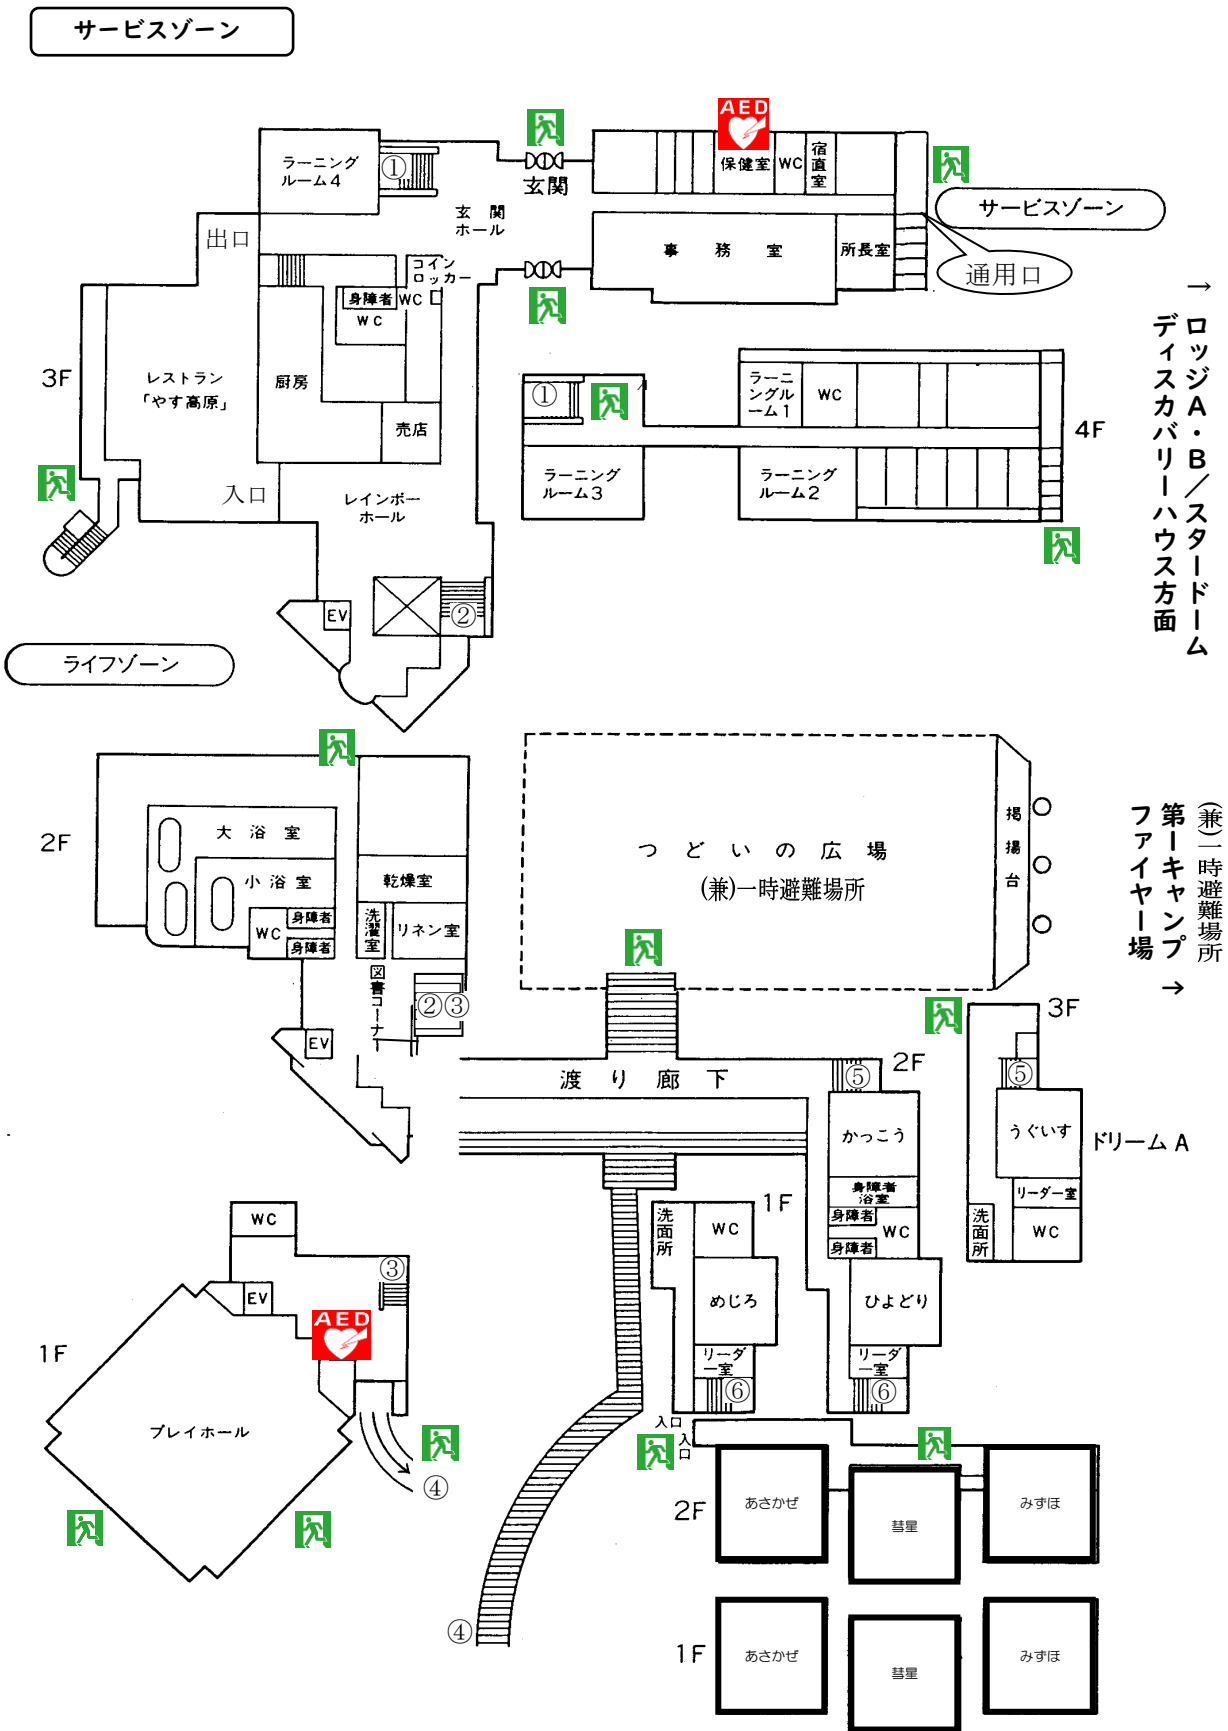 サービスゾーン
AED
ラーニング
ルーム4
①
玄関
保健室
WC
宿直室
サービスゾーン
玄関
ホール
出口
事務室
所長室
通用口
コイン
ロッカー
身障者
WC
WC
3F
レストラン
「やす高原」
厨房
売店
入口
レインボー
ホール
EV
②
①
ラーニ
ングル
ーム1
WC
4F
ラーニング
ルーム3
ラーニング
ルーム2
→
ロッジA・B／スタードーム
ディスカバリーハウス方面
ライフゾーン
2F
大浴室
小浴室
WC
身障者
身障者
乾燥室
洗濯室
リネン室
図書コーナー
②③
EV
つどいの広場
(兼)一時避難場所
掲揚台
(兼)一時避難場所
第一キャンプ
ファイヤー場
→
渡り廊下
2F
⑤
かっこう
身障者
浴室
身障者
WC
身障者
ひよどり
リーダ
ー室
⑥
3F
⑤
うぐいす
ドリームA
リーダー室
洗面所
WC
1F
洗面所
WC
めじろ
リーダ
ー室
⑥
入口
入口
WC
③
EV
AED
1F
プレイホール
④
④
2F
あさかぜ
彗星
みずほ
1F
あさかぜ
彗星
みずほ